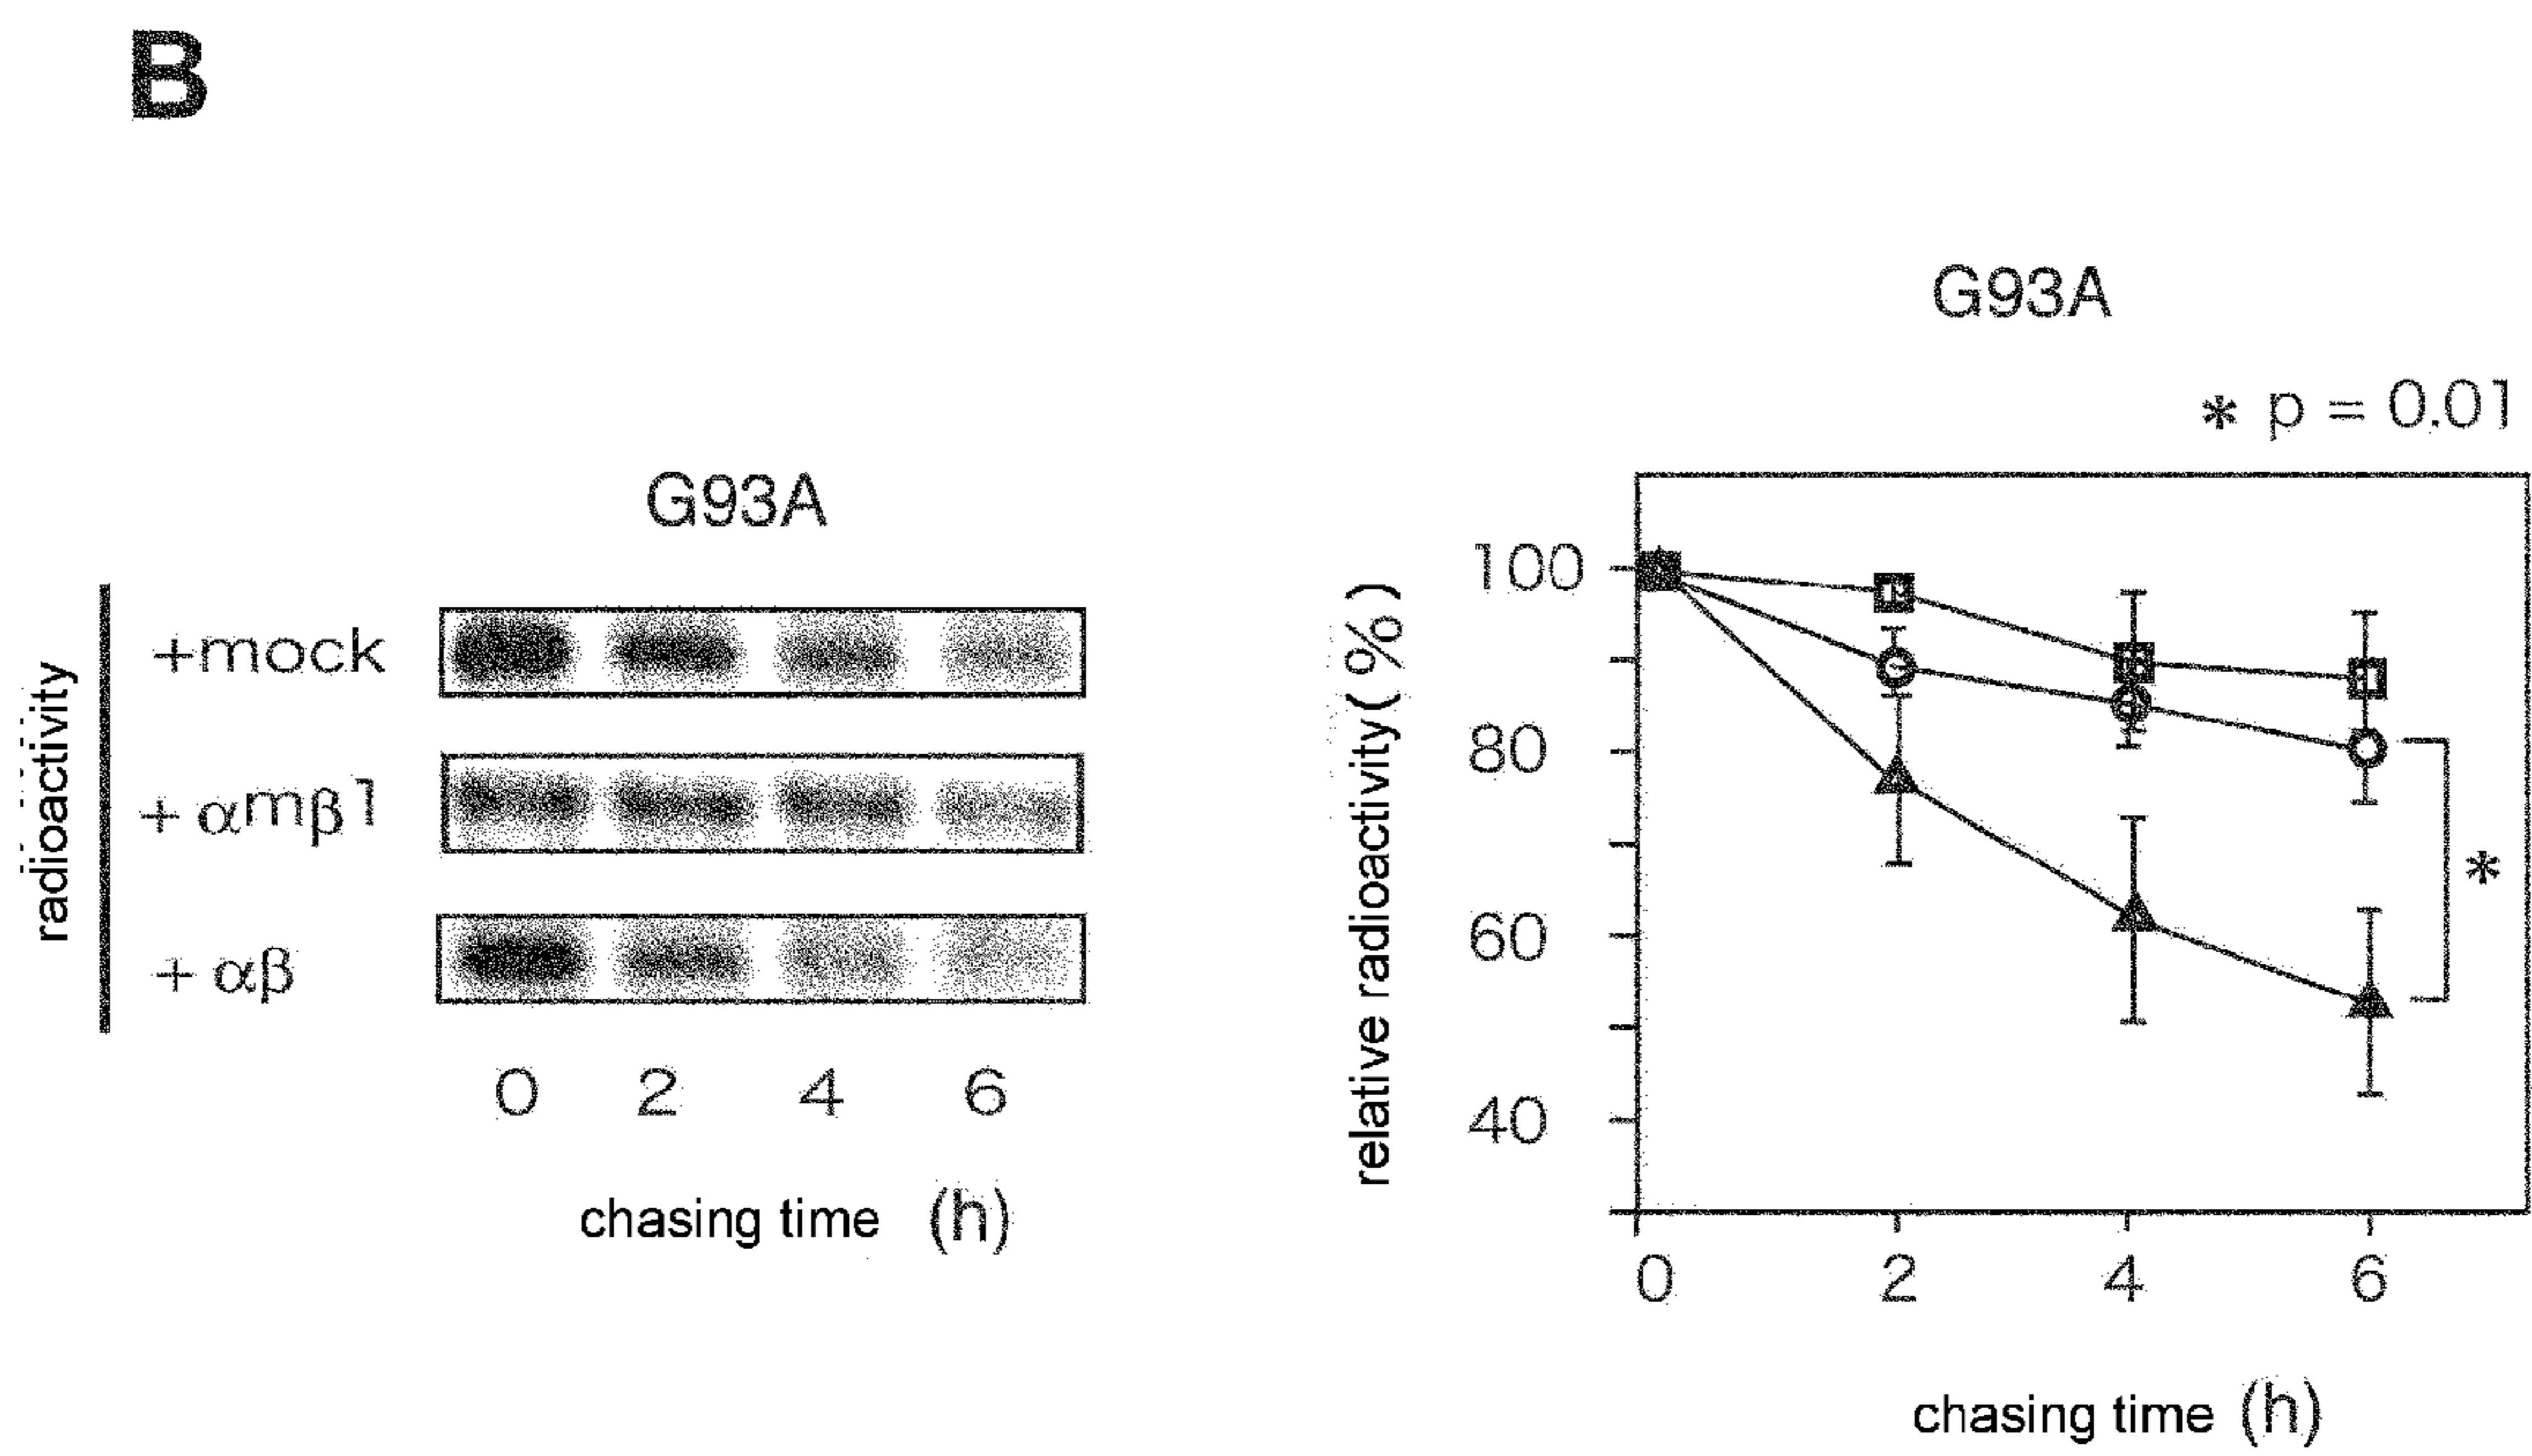 B
G93A
radioactivity
+mock
+ αmβ1
+ αβ
0 2 4 6
chasing time (h)
G93A
* p = 0.01
relative radioactivity( % )
100
80
60
40
*
0 2 4 6
chasing time (h)